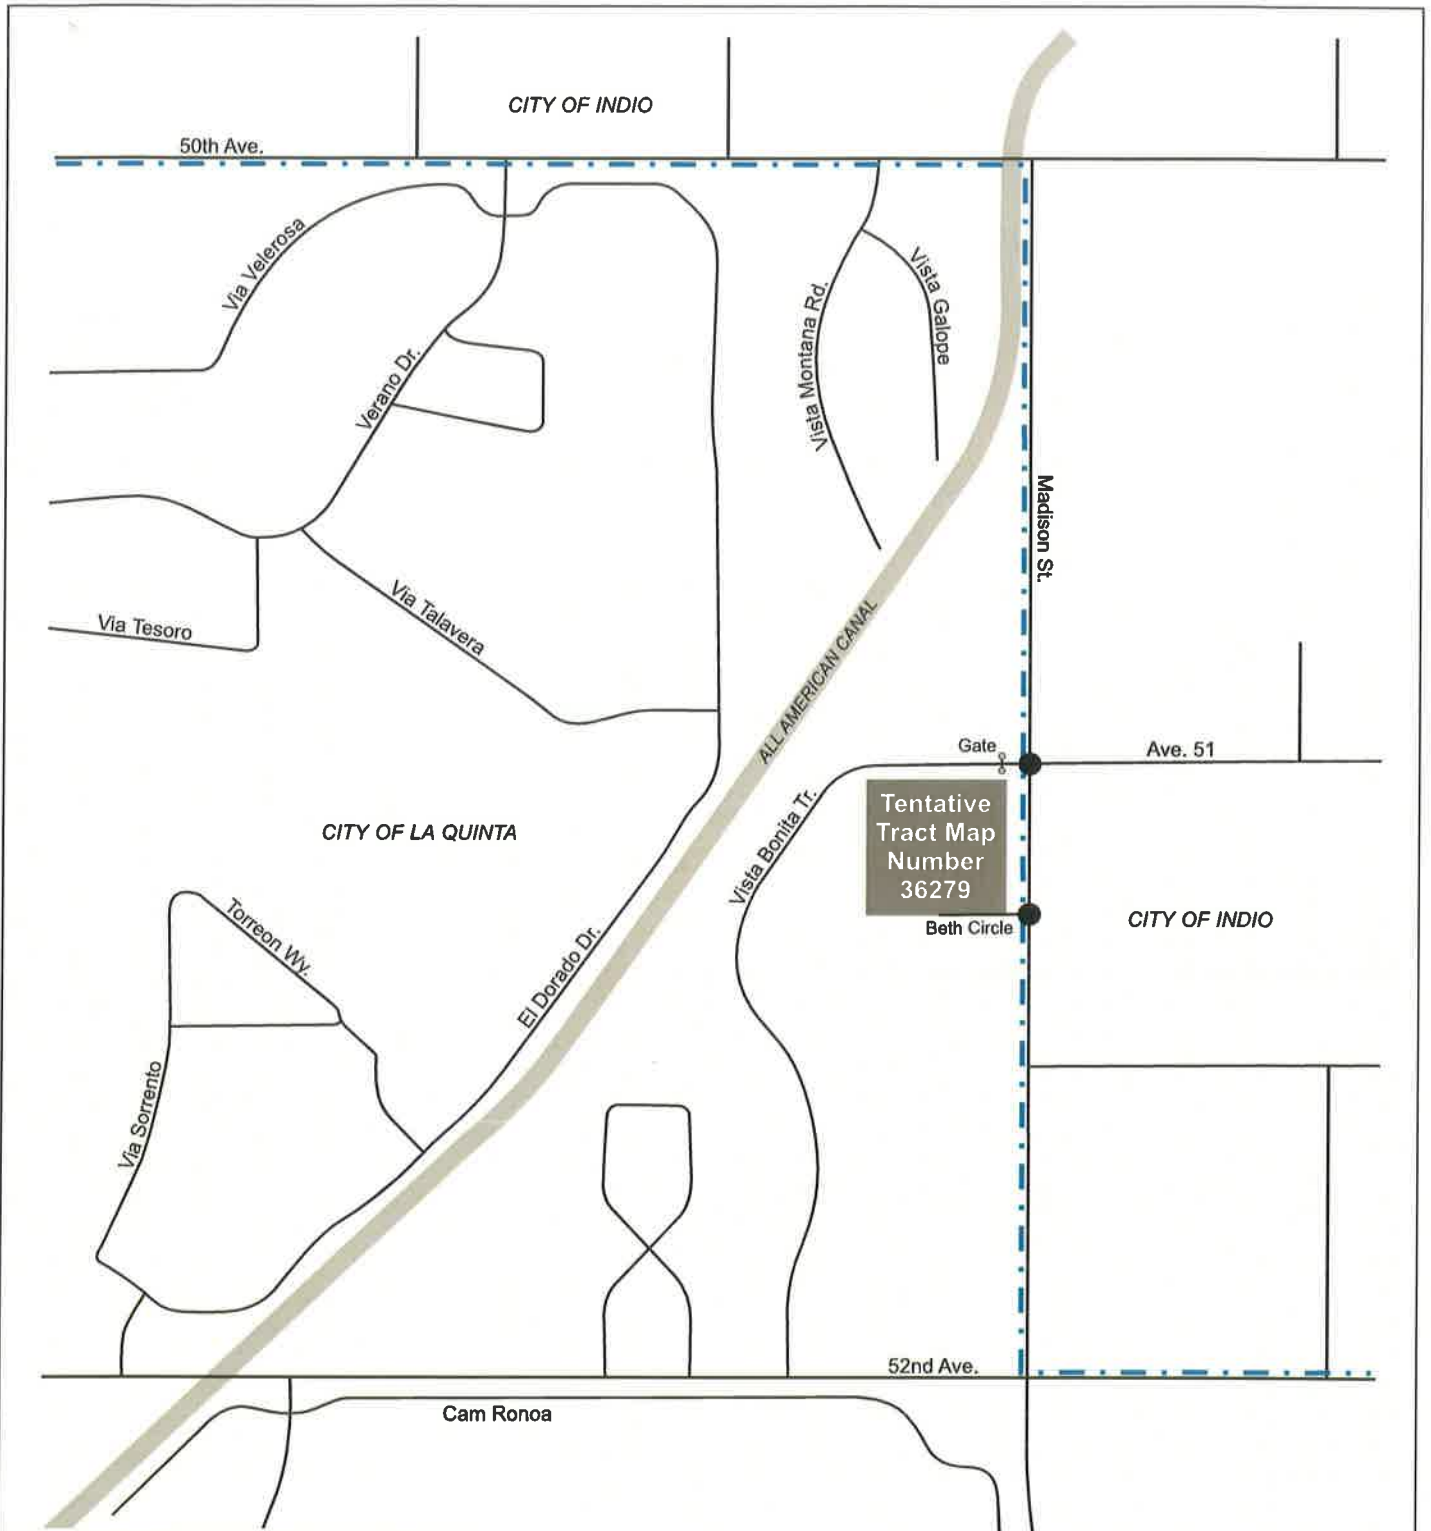 CITY OF INDIO
50th Ave.
Via Velerosa
Vista Galope
Vista Montana Rd.
Verano Dr.
Madison St.
Via Talavera
Via Tesoro
ALL AMERICAN CANAL
Gate
Ave. 51
Tentative
Tract Map
Number
36279
Vista Bonita Tr.
CITY OF LA QUINTA
Torreon Wy.
Beth Circle
CITY OF INDIO
El Dorado Dr.
Via Sorrento
52nd Ave.
Cam Ronoa